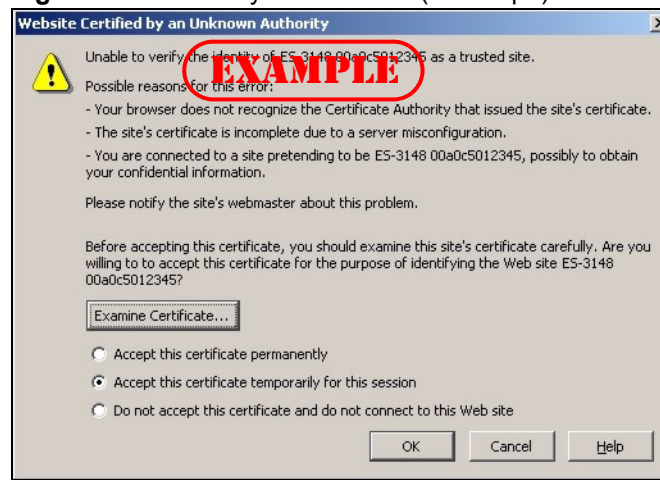 Website Certified by an Unknown Authority
Unable to verify the identity of ES-3148 00a0c5012345 as a trusted site.
EXAMPLE
Possible reasons for this error:
- Your browser does not recognize the Certificate Authority that issued the site's certificate.
- The site's certificate is incomplete due to a server misconfiguration.
- You are connected to a site pretending to be ES-3148 00a0c5012345, possibly to obtain
your confidential information.
Please notify the site's webmaster about this problem.
Before accepting this certificate, you should examine this site's certificate carefully. Are you
willing to to accept this certificate for the purpose of identifying the Web site ES-3148
00a0c5012345?
Examine Certificate...
Accept this certificate permanently
Accept this certificate temporarily for this session
Do not accept this certificate and do not connect to this Web site
OK Cancel Help